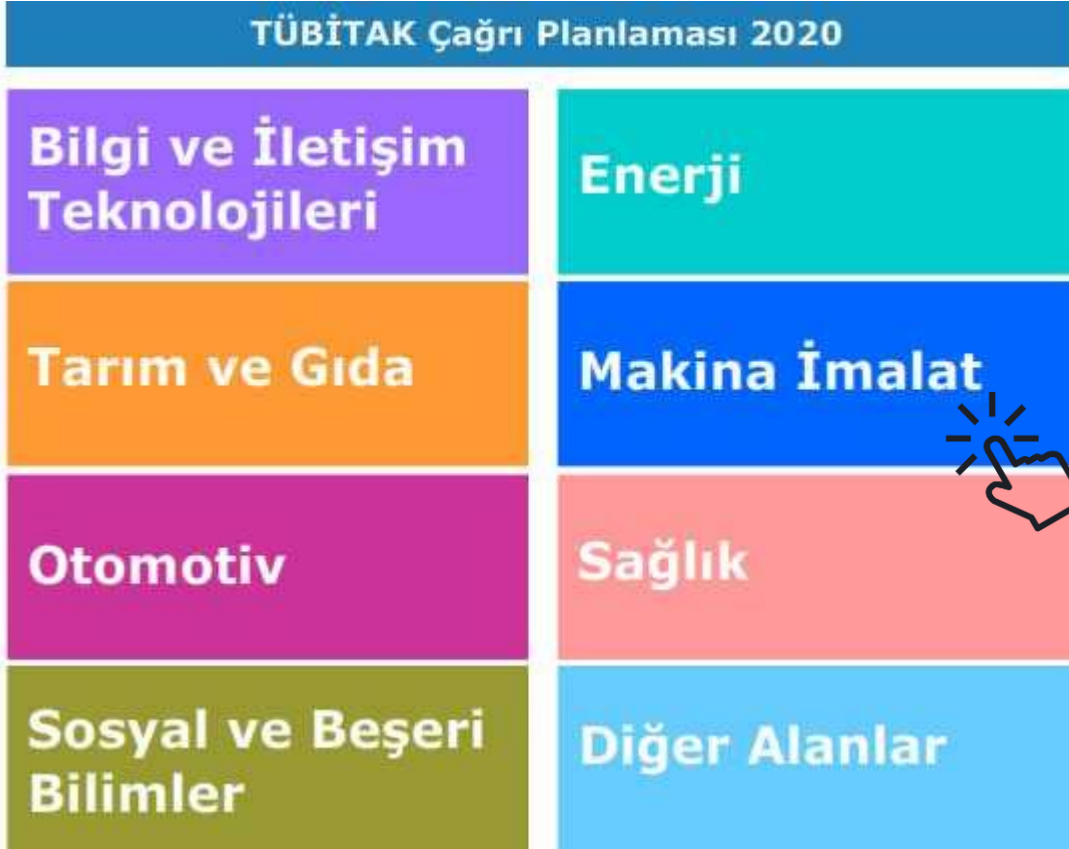 TÜBİTAK Çağrı Planlaması 2020
Bilgi ve İletişim
Teknolojileri
Enerji
Tarım ve Gıda
Makina İmalat
Otomotiv
Sağlık
Sosyal ve Beşeri
Bilimler
Diğer Alanlar